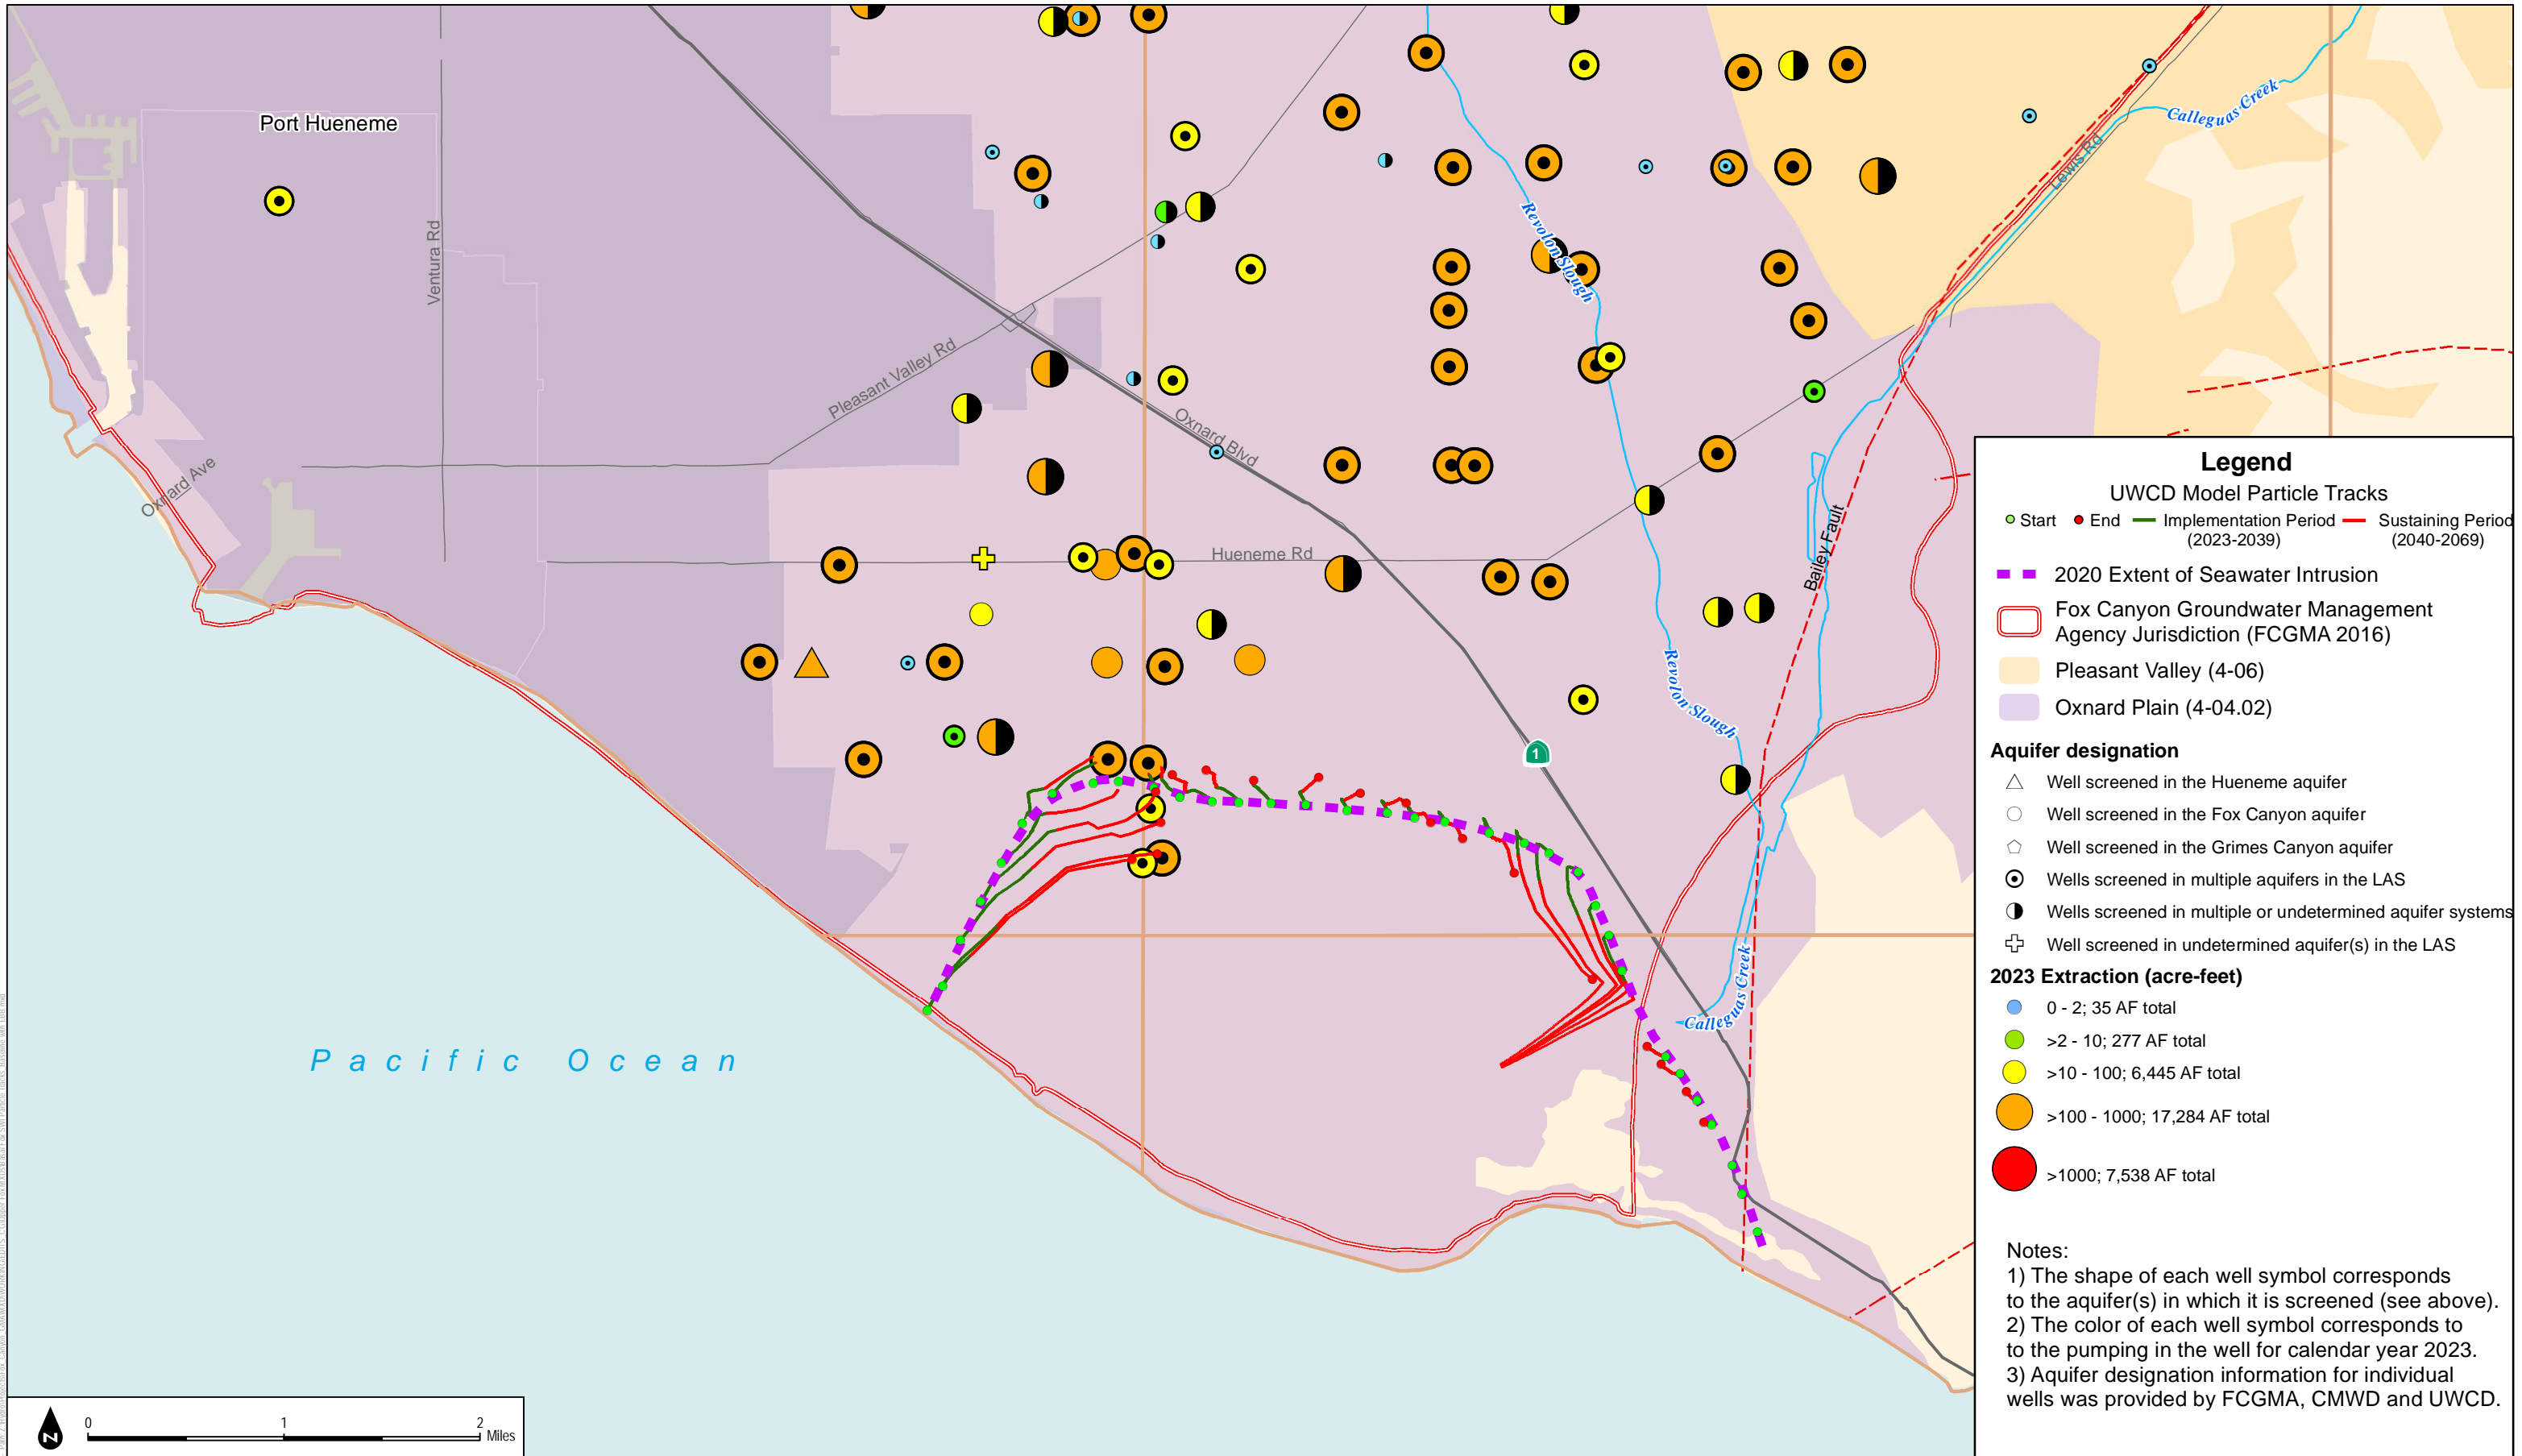 Port Hueneme
Ventura Rd
Oxnard Ave
Pleasant Valley Rd
Oxnard Blvd
Hueneme Rd
Revolon Slough
Revolon Slough
Calleguas Creek
Lewis Rd
Bailey Fault
1
Calleguas Creek
Pacific Ocean
N
0 1 2
Miles
Legend
UWCD Model Particle Tracks
Start End Implementation Period Sustaining Period
(2023-2039) (2040-2069)
2020 Extent of Seawater Intrusion
Fox Canyon Groundwater Management
Agency Jurisdiction (FCGMA 2016)
Pleasant Valley (4-06)
Oxnard Plain (4-04.02)
Aquifer designation
Well screened in the Hueneme aquifer
Well screened in the Fox Canyon aquifer
Well screened in the Grimes Canyon aquifer
Wells screened in multiple aquifers in the LAS
Wells screened in multiple or undetermined aquifer systems
Well screened in undetermined aquifer(s) in the LAS
2023 Extraction (acre-feet)
0 - 2; 35 AF total
>2 - 10; 277 AF total
>10 - 100; 6,445 AF total
>100 - 1000; 17,284 AF total
>1000; 7,538 AF total
Notes:
1) The shape of each well symbol corresponds
to the aquifer(s) in which it is screened (see above).
2) The color of each well symbol corresponds to
to the pumping in the well for calendar year 2023.
3) Aquifer designation information for individual
wells was provided by FCGMA, CMWD and UWCD.